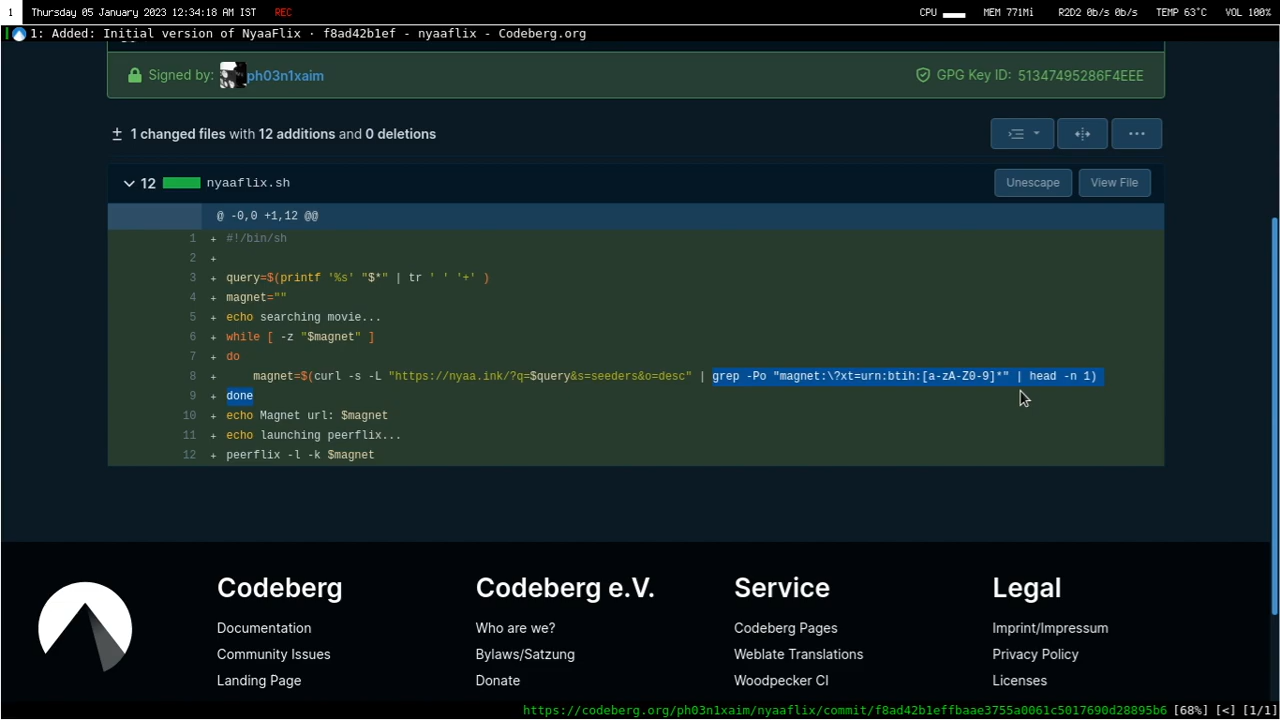 1 Thursday 05 January 2023 12:34:18 AM IST REC CPU MEM 771Mi R2D2 0b/s 0b/s TEMP 63°C VOL 100%
1: Added: Initial version of NyaaFlix · f8ad42b1ef - nyaaflix - Codeberg.org
Signed by: ph03n1xaim GPG Key ID: 51347495286F4EEE
1 changed files with 12 additions and 0 deletions
12 nyaaflix.sh Unescape View File
@ -0,0 +1,12 @@
1 + #!/bin/sh
2 +
3 + query=$(printf '%s' "$*" | tr ' ' '+' )
4 + magnet=""
5 + echo searching movie...
6 + while [ -z "$magnet" ]
7 + do
8 + magnet=$(curl -s -L "https://nyaa.ink/?q=$query&s=seeders&o=desc" | grep -Po "magnet:\?xt=urn:btih:[a-zA-Z0-9]*" | head -n 1)
9 + done
10 + echo Magnet url: $magnet
11 + echo launching peerflix...
12 + peerflix -l -k $magnet
Codeberg Codeberg e.V. Service Legal
Documentation Who are we? Codeberg Pages Imprint/Impressum
Community Issues Bylaws/Satzung Weblate Translations Privacy Policy
Landing Page Donate Woodpecker CI Licenses
https://codeberg.org/ph03n1xaim/nyaaflix/commit/f8ad42b1effbaae3755a0061c5017690d28895b6 [68%] [<] [1/1]